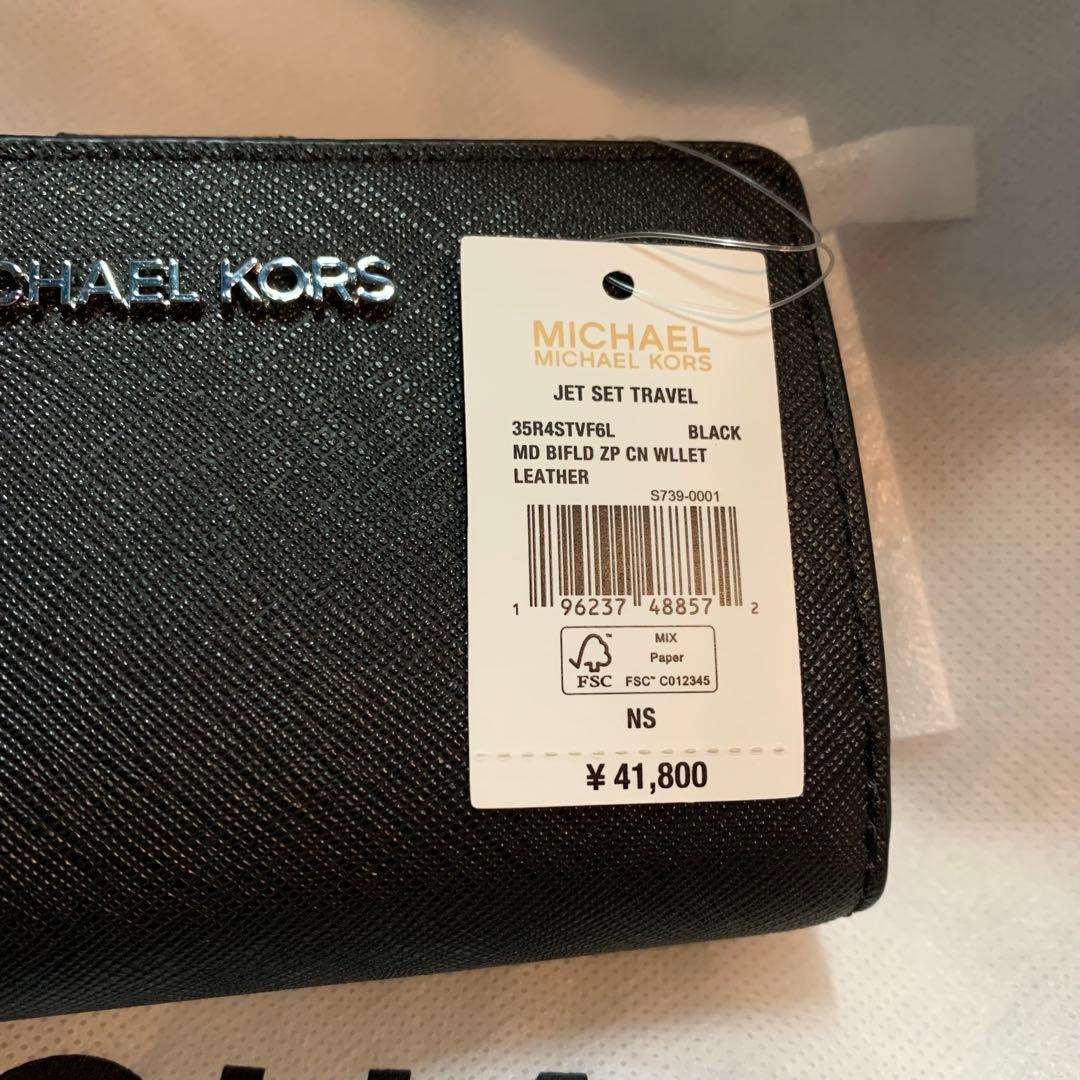 CHAEL KORS
MICHAEL
MICHAEL KORS
JET SET TRAVEL
35R4STVF6L BLACK
MD BIFLD ZP CN WLLET
LEATHER
S739-0001
1 96237 48857 2
MIX
Paper
FSC™ C012345
FSC
NS
¥ 41,800